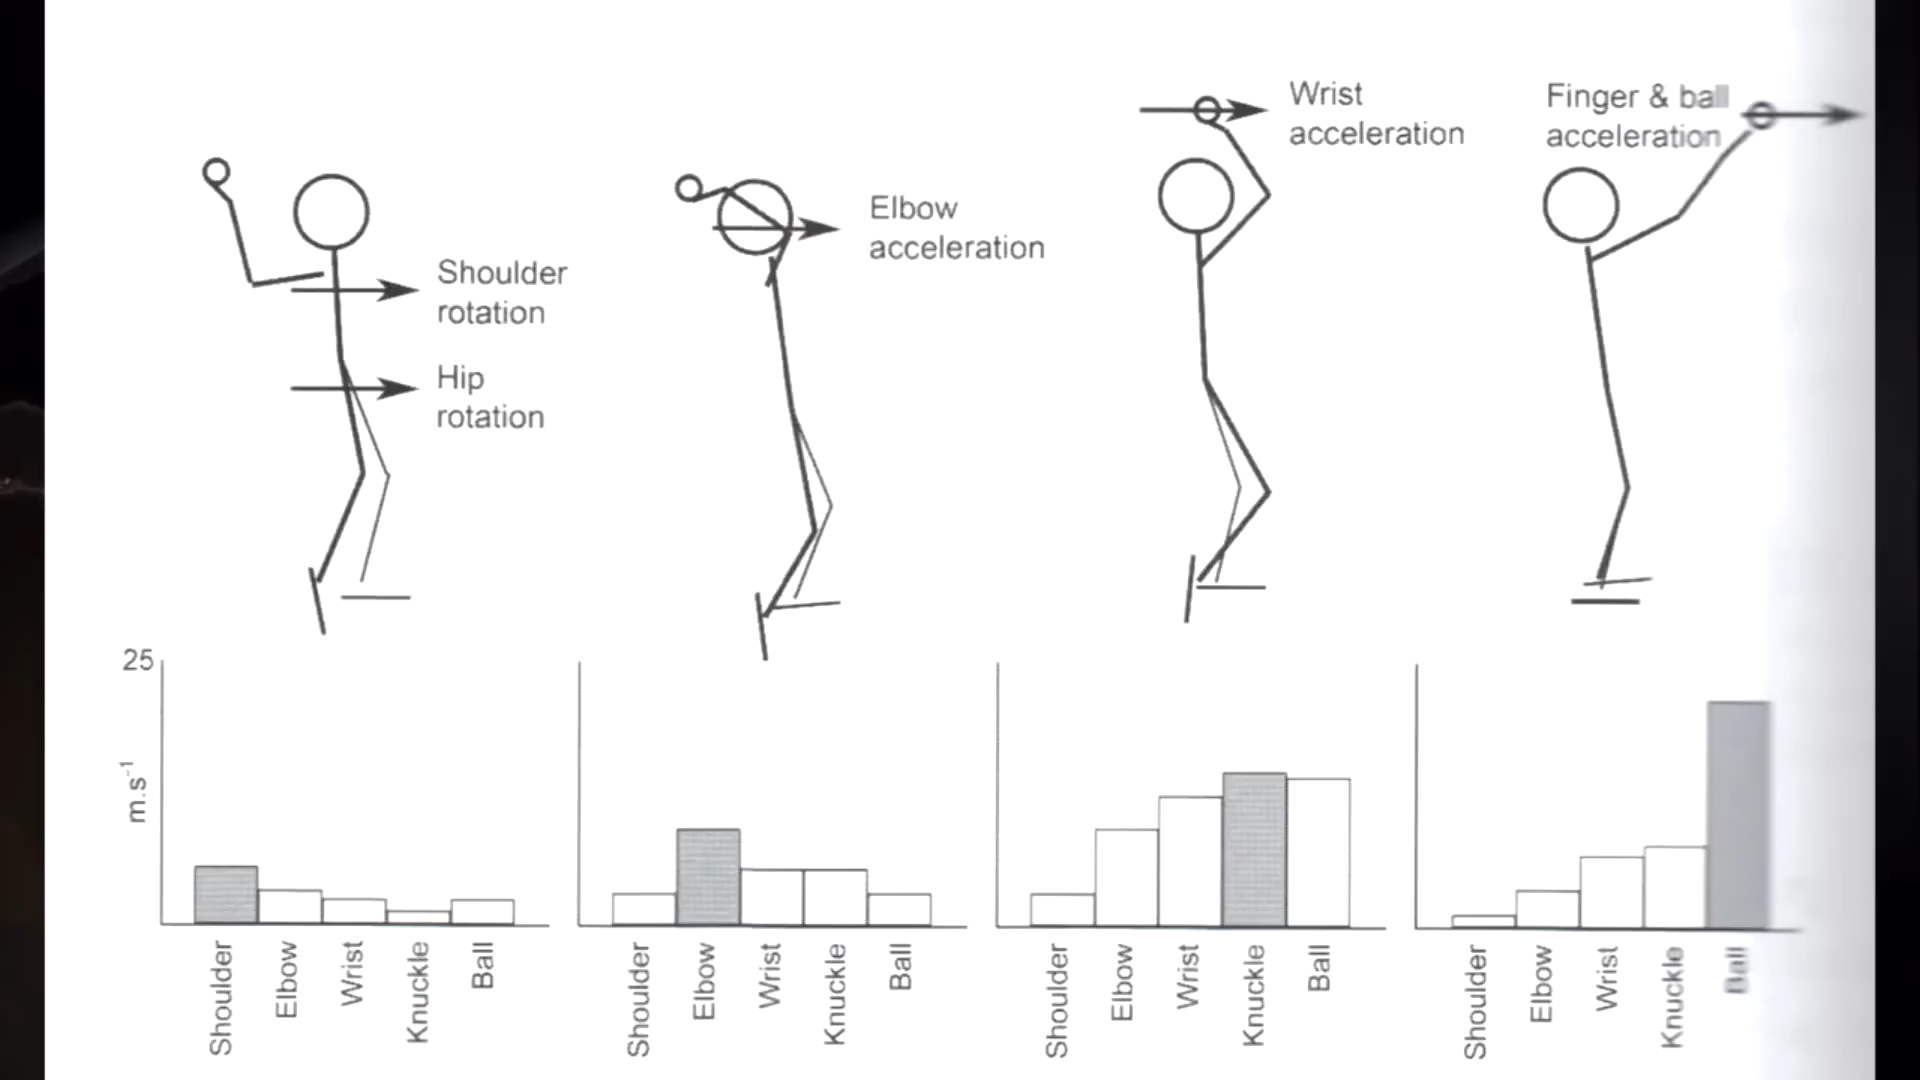 Wrist
acceleration
Finger & ball
acceleration
Elbow
acceleration
Shoulder
rotation
Hip
rotation
25
m.s-1
Shoulder
Elbow
Wrist
Knuckle
Ball
Shoulder
Elbow
Wrist
Knuckle
Ball
Shoulder
Elbow
Wrist
Knuckle
Ball
Shoulder
Elbow
Wrist
Knuckle
Ball